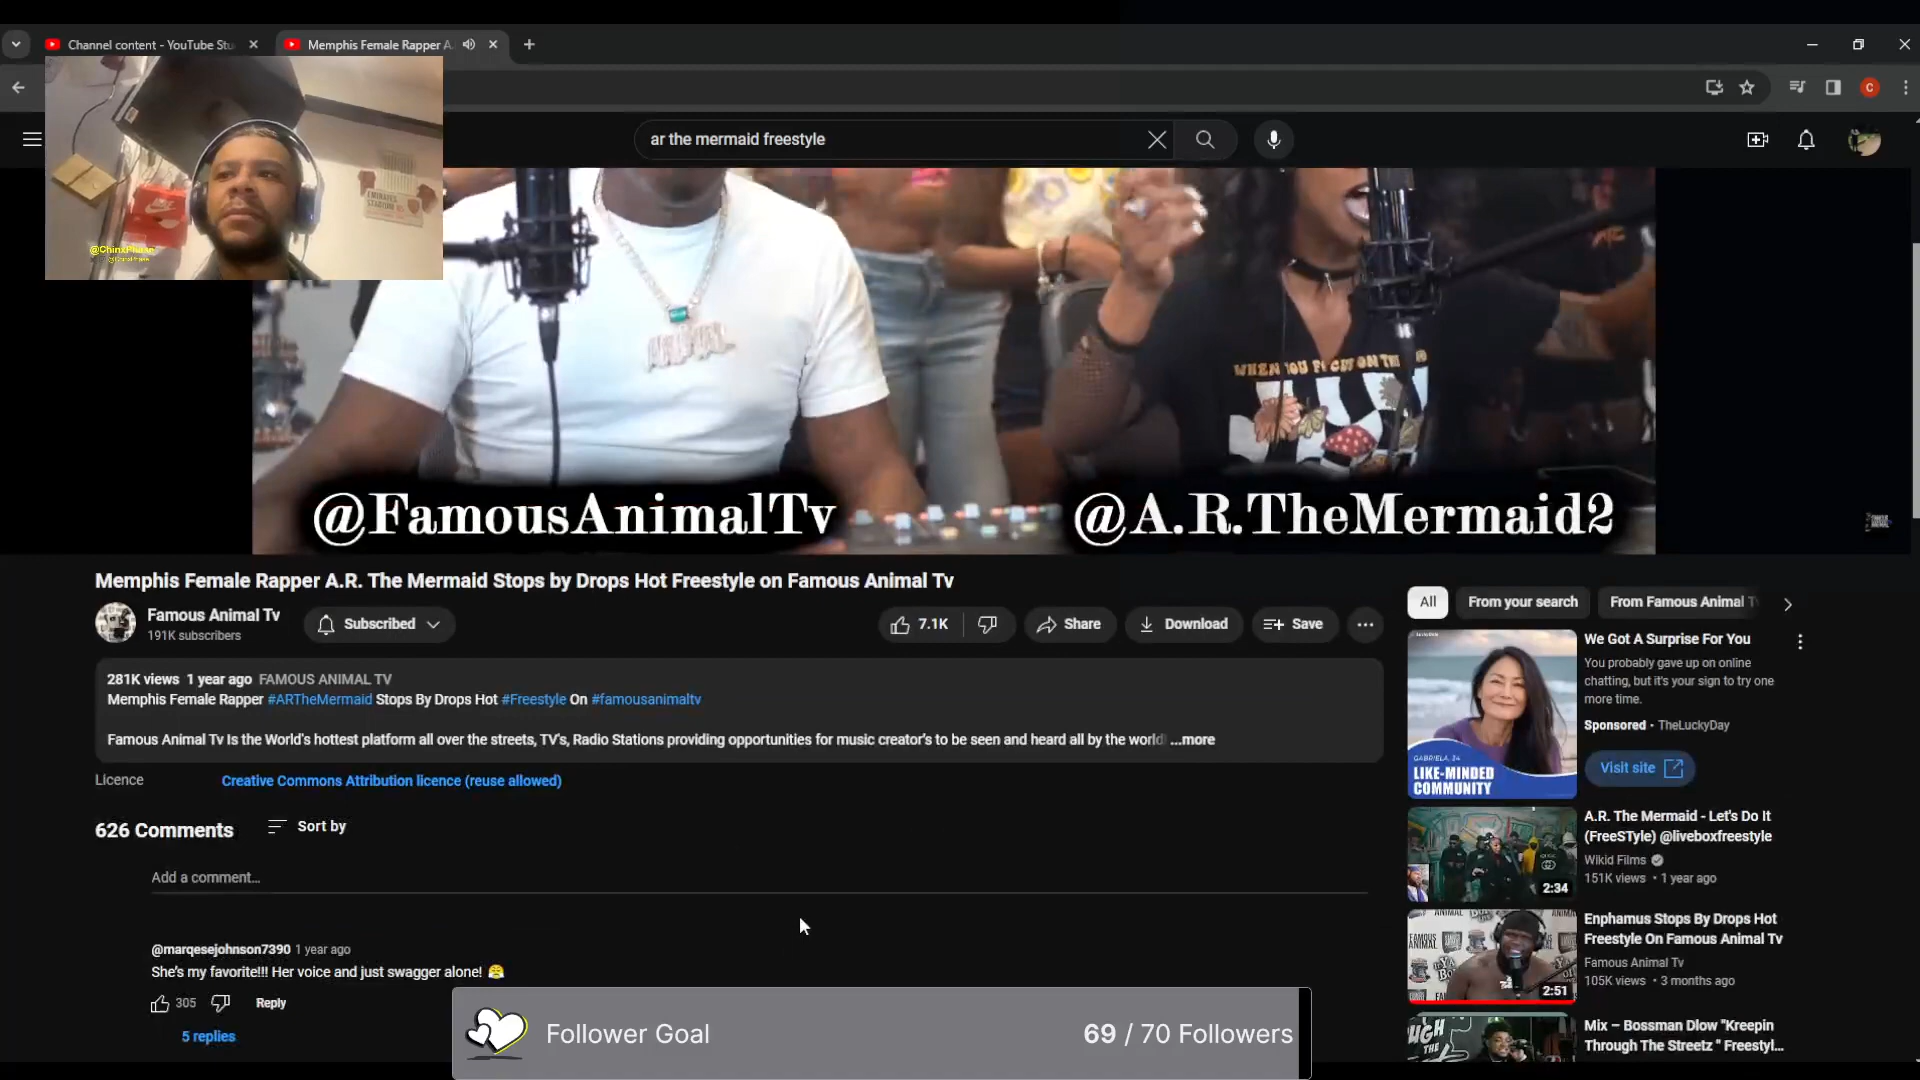 Channel content - YouTube Stu
Memphis Female Rapper A.
C
ar the mermaid freestyle
EMIRATES
STADIUM
@ChinxPhase
@ChinxPhase
WHEN YOU
ON THE
@FamousAnimalTv
@A.R.TheMermaid2
Memphis Female Rapper A.R. The Mermaid Stops by Drops Hot Freestyle on Famous Animal Tv
Famous Animal Tv
191K subscribers
Subscribed
7.1K
Share
Download
Save
281K views 1 year ago FAMOUS ANIMAL TV
Memphis Female Rapper #ARTheMermaid Stops By Drops Hot #Freestyle On #famousanimaltv
Famous Animal Tv Is the World's hottest platform all over the streets, TV's, Radio Stations providing opportunities for music creator's to be seen and heard all by the world! ...more
Licence
Creative Commons Attribution licence (reuse allowed)
626 Comments
Sort by
Add a comment...
@marqesejohnson7390 1 year ago
She's my favorite!!! Her voice and just swagger alone! 😤
305
Reply
5 replies
Follower Goal
69 / 70 Followers
All
From your search
From Famous Animal T
We Got A Surprise For You
You probably gave up on online
chatting, but it's your sign to try one
more time.
Sponsored · TheLuckyDay
Visit site
GABRIELA, 34
LIKE-MINDED
COMMUNITY
A.R. The Mermaid - Let's Do It
(FreeSTyle) @liveboxfreestyle
Wikid Films
151K views · 1 year ago
2:34
Enphamus Stops By Drops Hot
Freestyle On Famous Animal Tv
Famous Animal Tv
105K views · 3 months ago
2:51
Mix – Bossman Dlow "Kreepin
Through The Streetz " Freestyl...